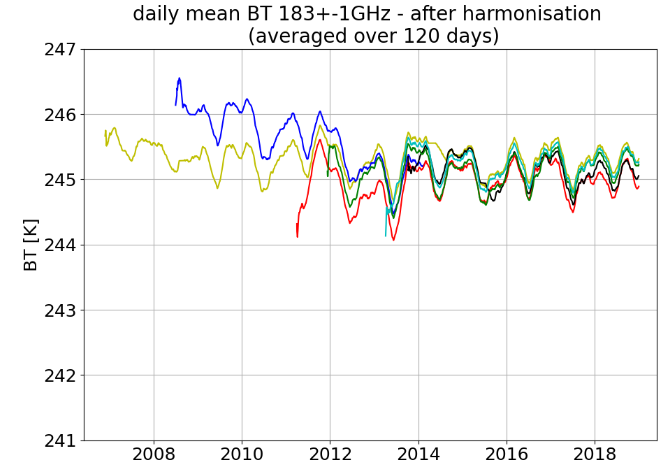 daily mean BT 183+-1GHz - after harmonisation
(averaged over 120 days)
247
246
245
244
243
242
241
BT [K]
2008 2010 2012 2014 2016 2018